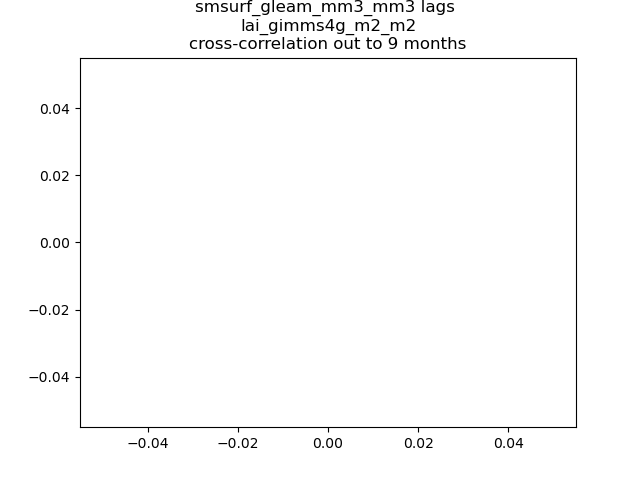 smsurf_gleam_mm3_mm3 lags
lai_gimms4g_m2_m2
cross-correlation out to 9 months
0.04
0.02
0.00
−0.02
−0.04
−0.04 −0.02 0.00 0.02 0.04